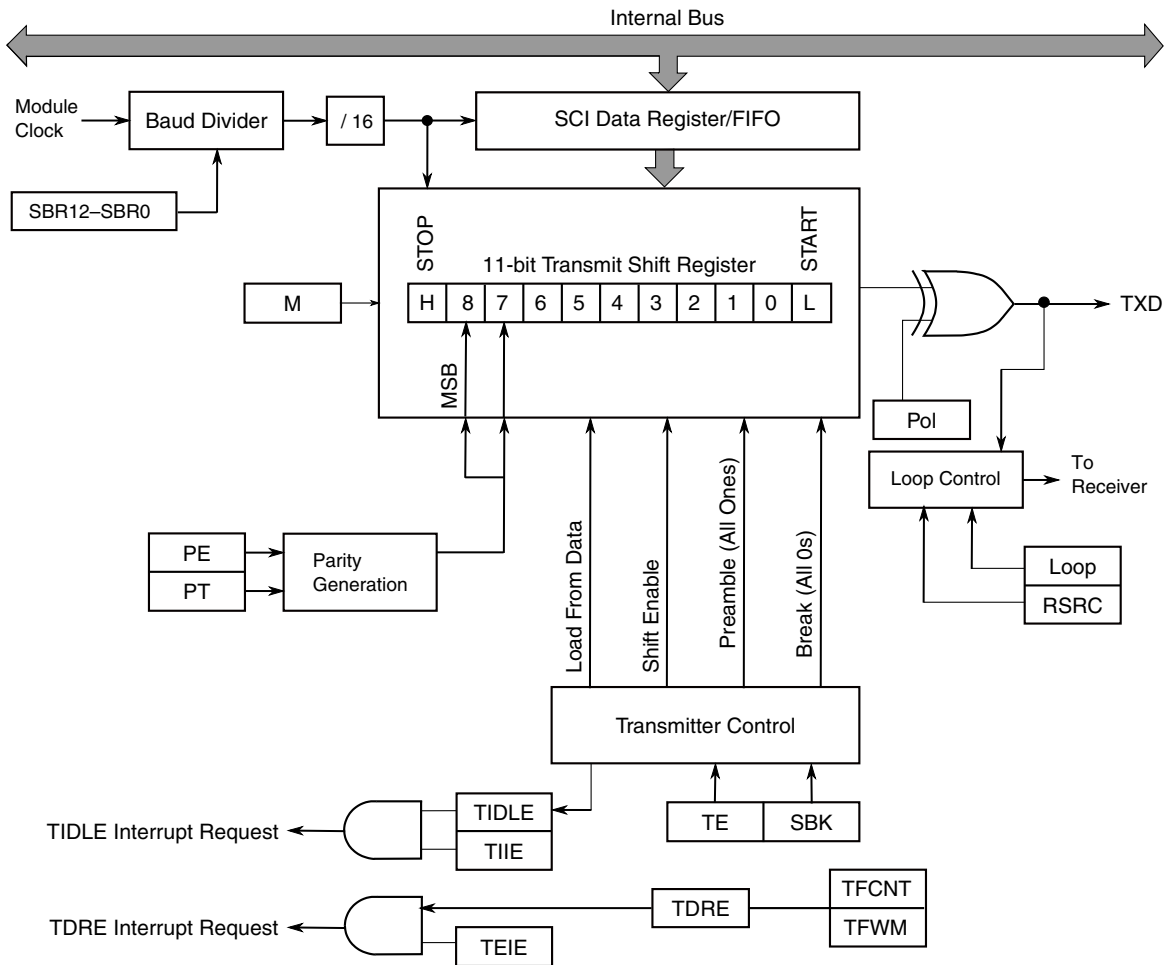 Internal Bus
Module
Clock
Baud Divider
/ 16
SCI Data Register/FIFO
SBR12–SBR0
STOP
11-bit Transmit Shift Register
START
M
H 8 7 6 5 4 3 2 1 0 L
TXD
MSB
Pol
Loop Control
To
Receiver
PE
PT
Parity
Generation
Load From Data
Shift Enable
Preamble (All Ones)
Break (All 0s)
Loop
RSRC
Transmitter Control
TIDLE Interrupt Request
TIDLE
TIIE
TE
SBK
TDRE Interrupt Request
TDRE
TEIE
TFCNT
TFWM